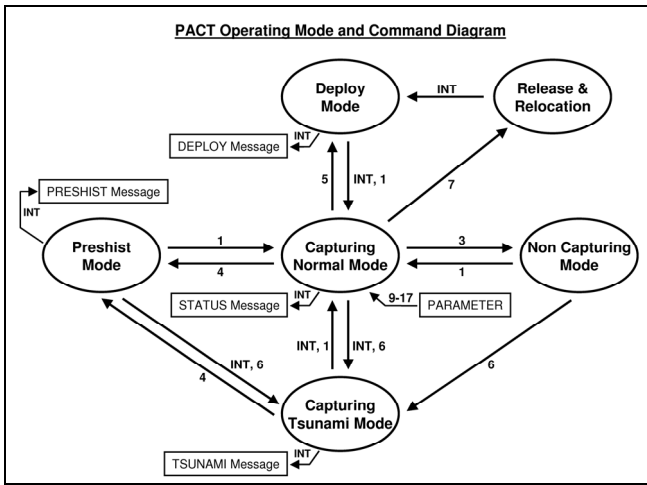 PACT Operating Mode and Command Diagram
Deploy
Mode
INT
Release &
Relocation
INT
DEPLOY Message
5
INT, 1
7
PRESHIST Message
INT
Preshist
Mode
1
4
Capturing
Normal Mode
3
1
Non Capturing
Mode
STATUS Message
INT
9-17
PARAMETER
INT, 1
INT, 6
INT, 6
4
6
Capturing
Tsunami Mode
INT
TSUNAMI Message